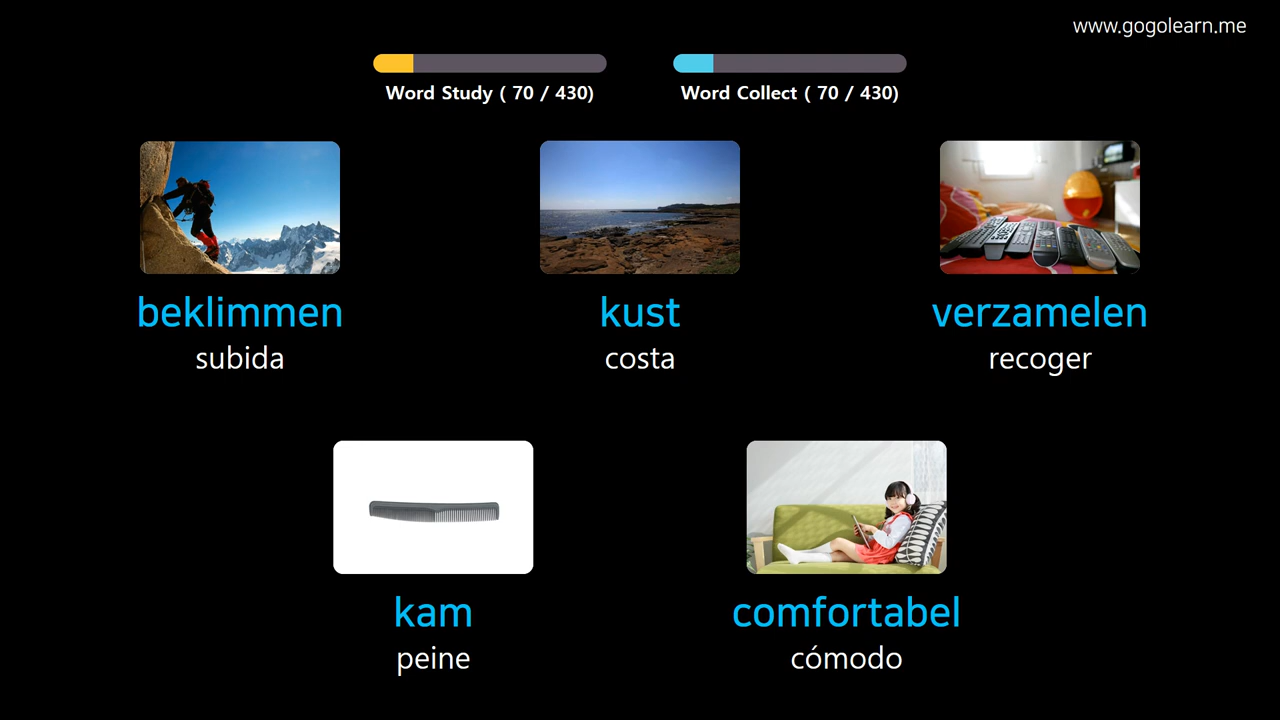 www.gogolearn.me
Word Study ( 70 / 430)
Word Collect ( 70 / 430)
beklimmen
subida
kust
costa
verzamelen
recoger
kam
peine
comfortabel
cómodo